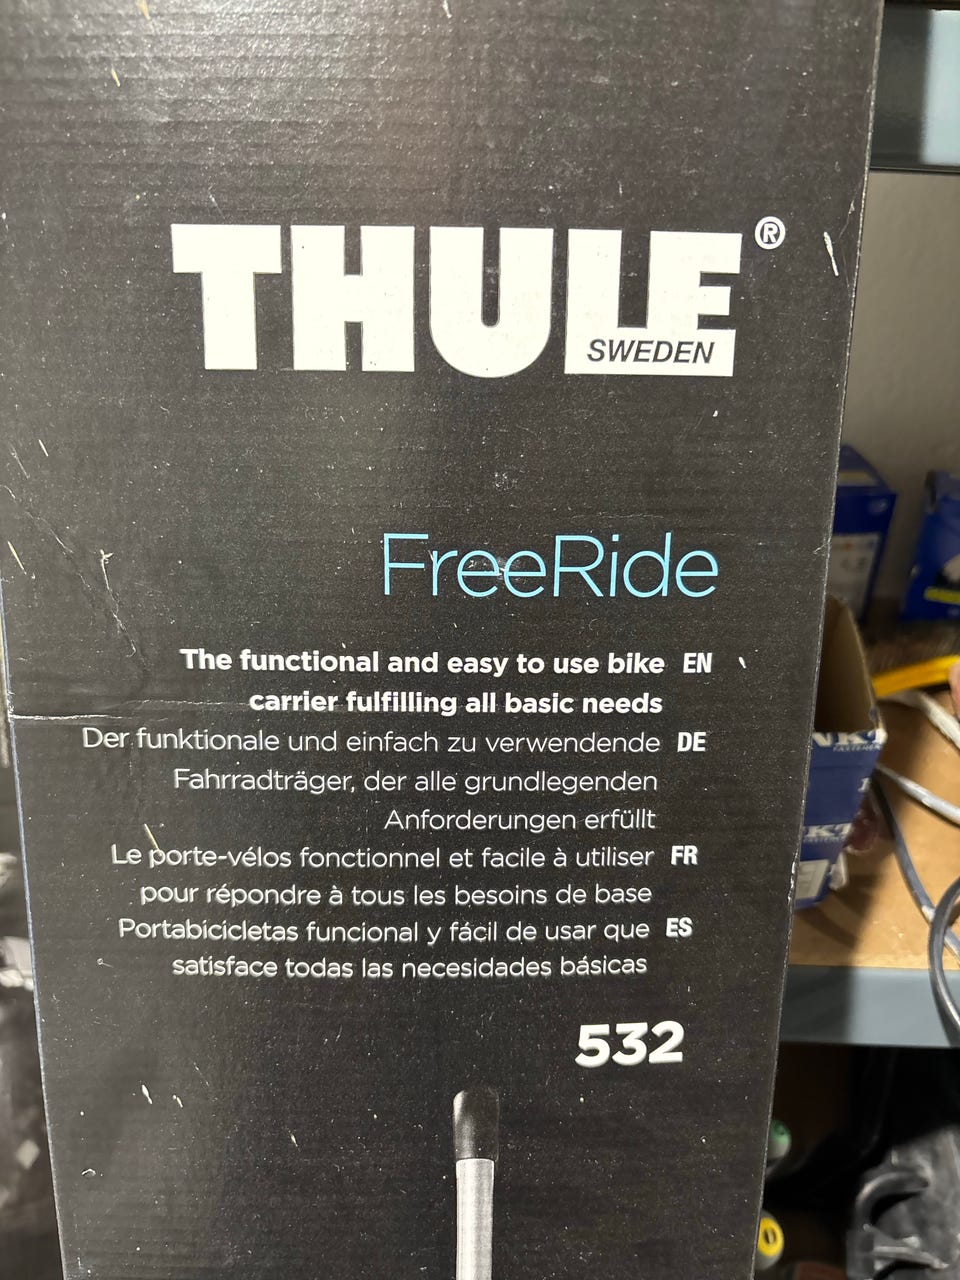 THULE®
SWEDEN
FreeRide
The functional and easy to use bike EN
carrier fulfilling all basic needs
Der funktionale und einfach zu verwendende DE
Fahrradträger, der alle grundlegenden
Anforderungen erfüllt
Le porte-vélos fonctionnel et facile à utiliser FR
pour répondre à tous les besoins de base
Portabicicletas funcional y fácil de usar que ES
satisface todas las necesidades básicas
532